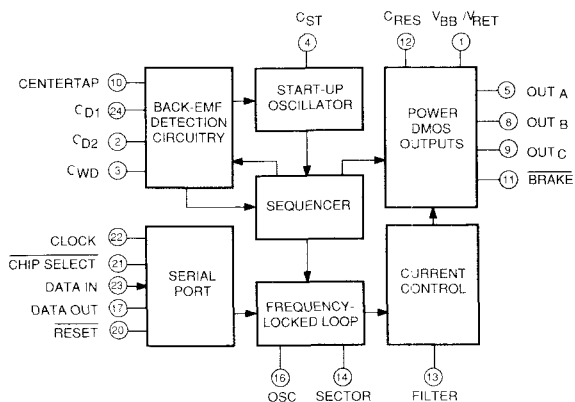 CST
4
CRES
12
VBB /VRET
1
CENTERTAP 10
CD1 24
CD2 2
CWD 3
BACK-EMF
DETECTION
CIRCUITRY
START-UP
OSCILLATOR
POWER
DMOS
OUTPUTS
5 OUT A
8 OUT B
9 OUT C
11 BRAKE
SEQUENCER
CLOCK 22
CHIP SELECT 21
DATA IN 23
DATA OUT 17
RESET 20
SERIAL
PORT
FREQUENCY-
LOCKED LOOP
CURRENT
CONTROL
16
OSC
14
SECTOR
13
FILTER